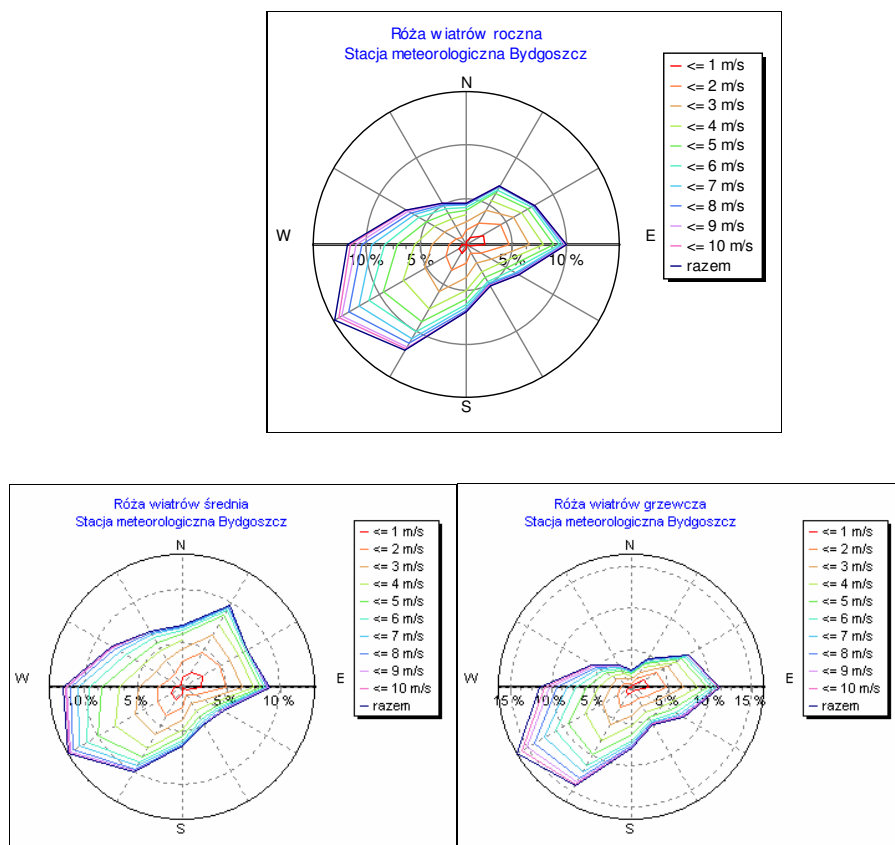 Róża wiatrów roczna
Stacja meteorologiczna Bydgoszcz
N
W
E
S
10 %
5 %
5 %
10 %
<= 1 m/s
<= 2 m/s
<= 3 m/s
<= 4 m/s
<= 5 m/s
<= 6 m/s
<= 7 m/s
<= 8 m/s
<= 9 m/s
<= 10 m/s
razem
Róża wiatrów średnia
Stacja meteorologiczna Bydgoszcz
N
W
E
S
10 %
5 %
5 %
10 %
<= 1 m/s
<= 2 m/s
<= 3 m/s
<= 4 m/s
<= 5 m/s
<= 6 m/s
<= 7 m/s
<= 8 m/s
<= 9 m/s
<= 10 m/s
razem
Róża wiatrów grzewcza
Stacja meteorologiczna Bydgoszcz
N
W
E
S
15 %
10 %
5 %
5 %
10 %
15 %
<= 1 m/s
<= 2 m/s
<= 3 m/s
<= 4 m/s
<= 5 m/s
<= 6 m/s
<= 7 m/s
<= 8 m/s
<= 9 m/s
<= 10 m/s
razem